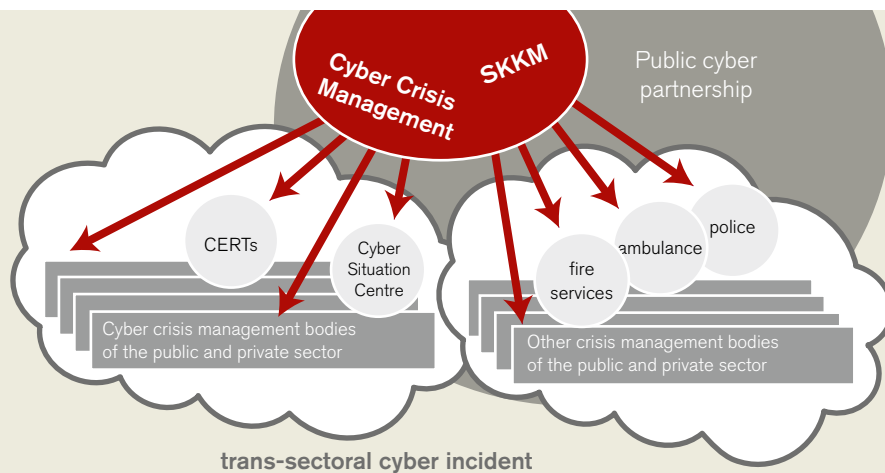 Cyber Crisis
Management
SKKM
Public cyber
partnership
CERTs
Cyber
Situation
Centre
Cyber crisis management bodies
of the public and private sector
fire
services
ambulance
police
Other crisis management bodies
of the public and private sector
trans-sectoral cyber incident